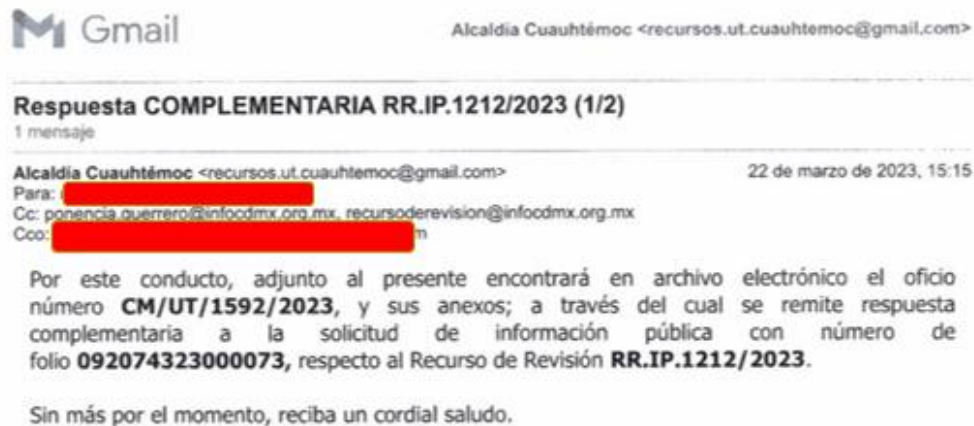 Gmail
Alcaldía Cuauhtémoc <recursos.ut.cuauhtemoc@gmail.com>
Respuesta COMPLEMENTARIA RR.IP.1212/2023 (1/2)
1 mensaje
Alcaldía Cuauhtémoc <recursos.ut.cuauhtemoc@gmail.com> 22 de marzo de 2023, 15:15
Para:
Cc: ponencia.guerrero@infocdmx.org.mx, recursoderevision@infocdmx.org.mx
Cco:
Por este conducto, adjunto al presente encontrará en archivo electrónico el oficio
número CM/UT/1592/2023, y sus anexos; a través del cual se remite respuesta
complementaria a la solicitud de información pública con número de
folio 092074323000073, respecto al Recurso de Revisión RR.IP.1212/2023.
Sin más por el momento, reciba un cordial saludo.